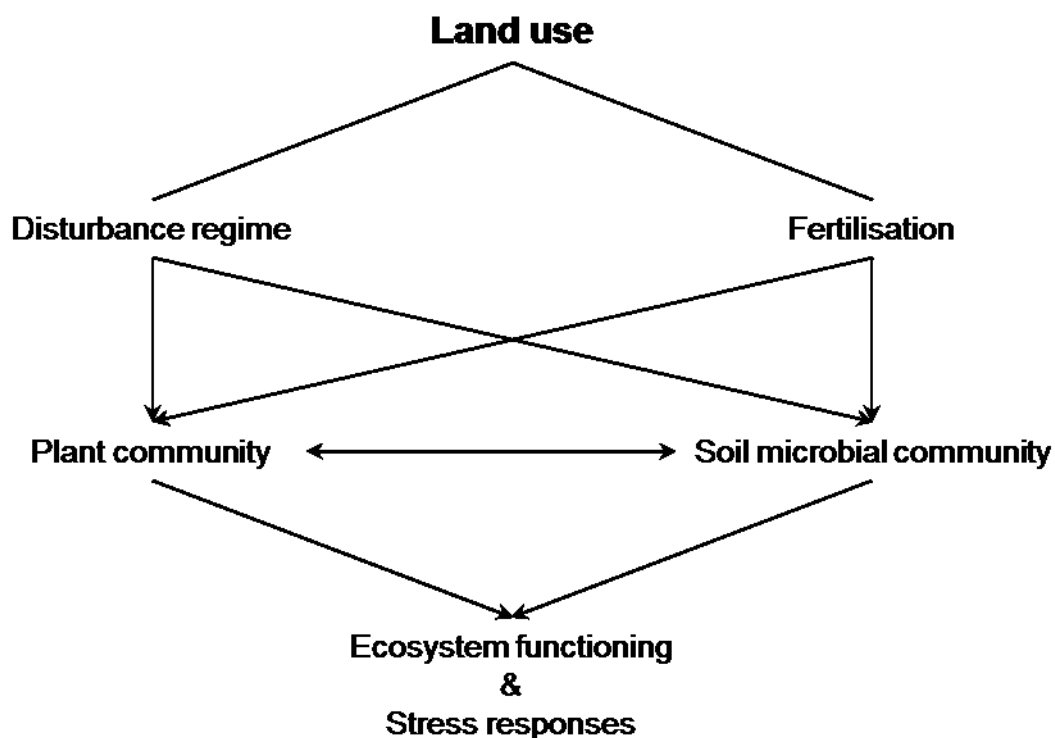 Land use
Disturbance regime
Fertilisation
Plant community
Soil microbial community
Ecosystem functioning
&
Stress responses